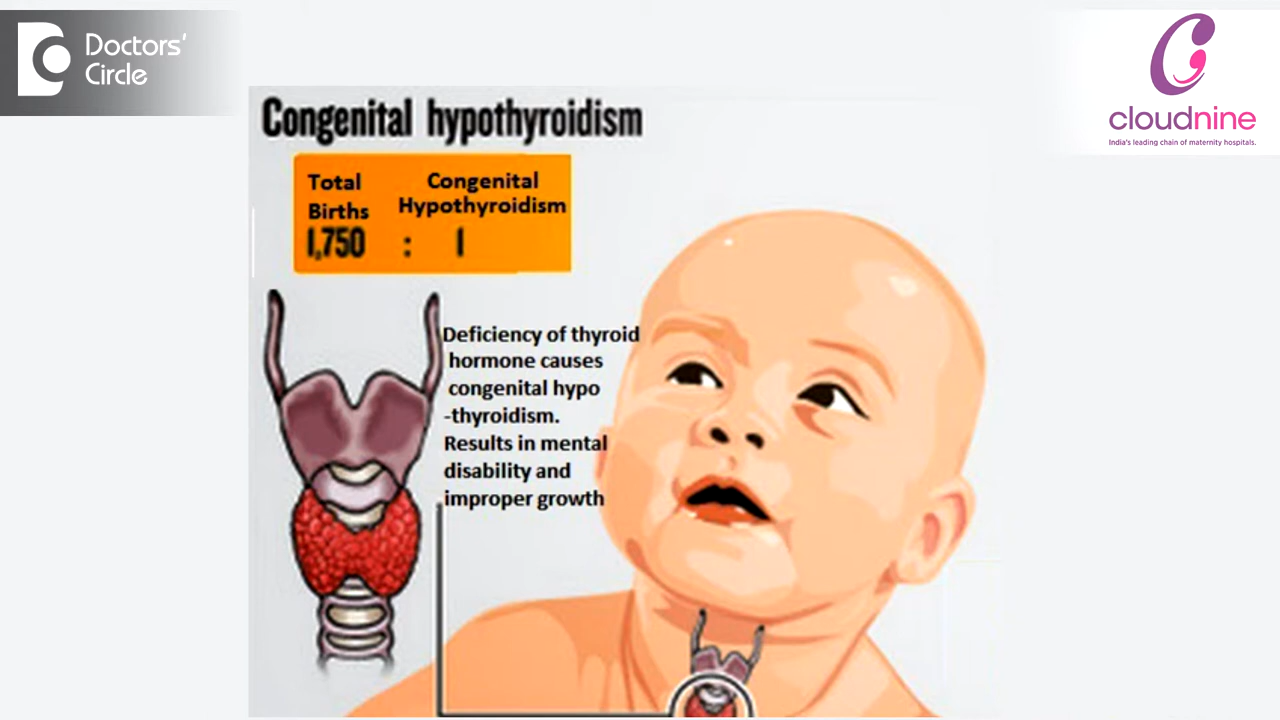 Doctors'
Circle
cloudnine
India's leading chain of maternity hospitals.
Congenital hypothyroidism
Total Births
Congenital Hypothyroidism
1,750 : 1
Deficiency of thyroid
hormone causes
congenital hypo
-thyroidism.
Results in mental
disability and
improper growth